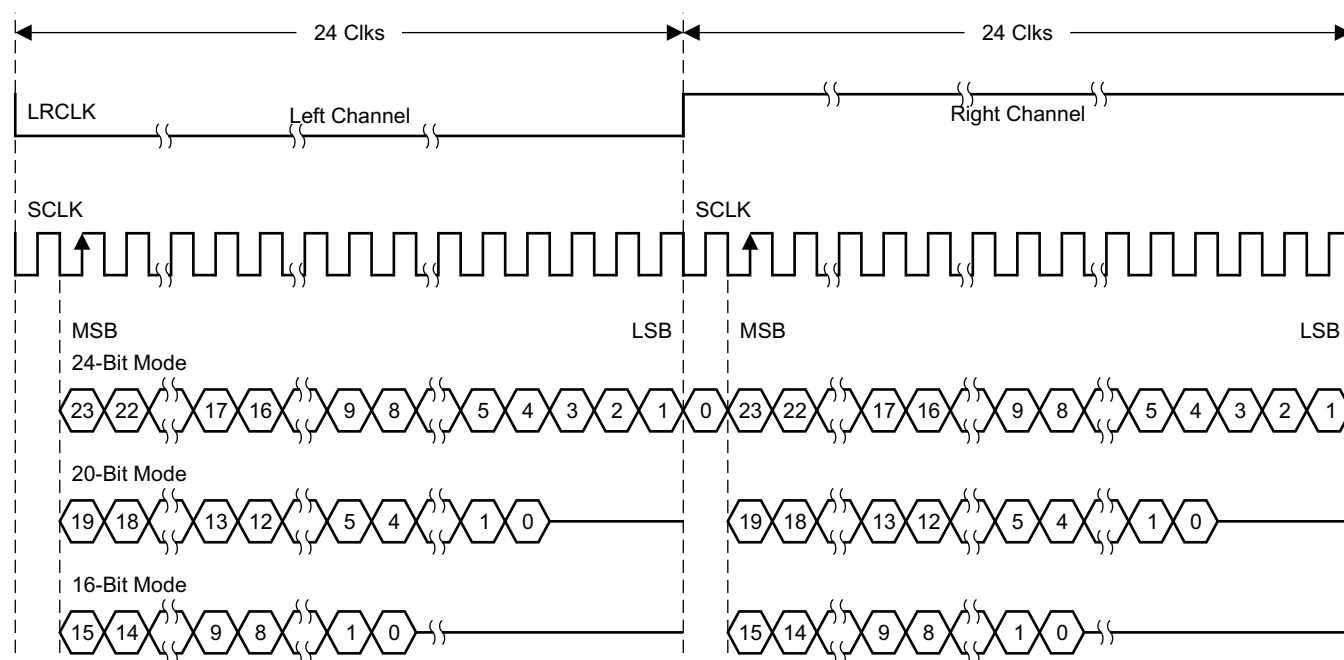 24 Clks 24 Clks
LRCLK Left Channel Right Channel
SCLK SCLK
MSB LSB MSB LSB
24-Bit Mode
23 22 17 16 9 8 5 4 3 2 1 0 23 22 17 16 9 8 5 4 3 2 1
20-Bit Mode
19 18 13 12 5 4 1 0 19 18 13 12 5 4 1 0
16-Bit Mode
15 14 9 8 1 0 15 14 9 8 1 0